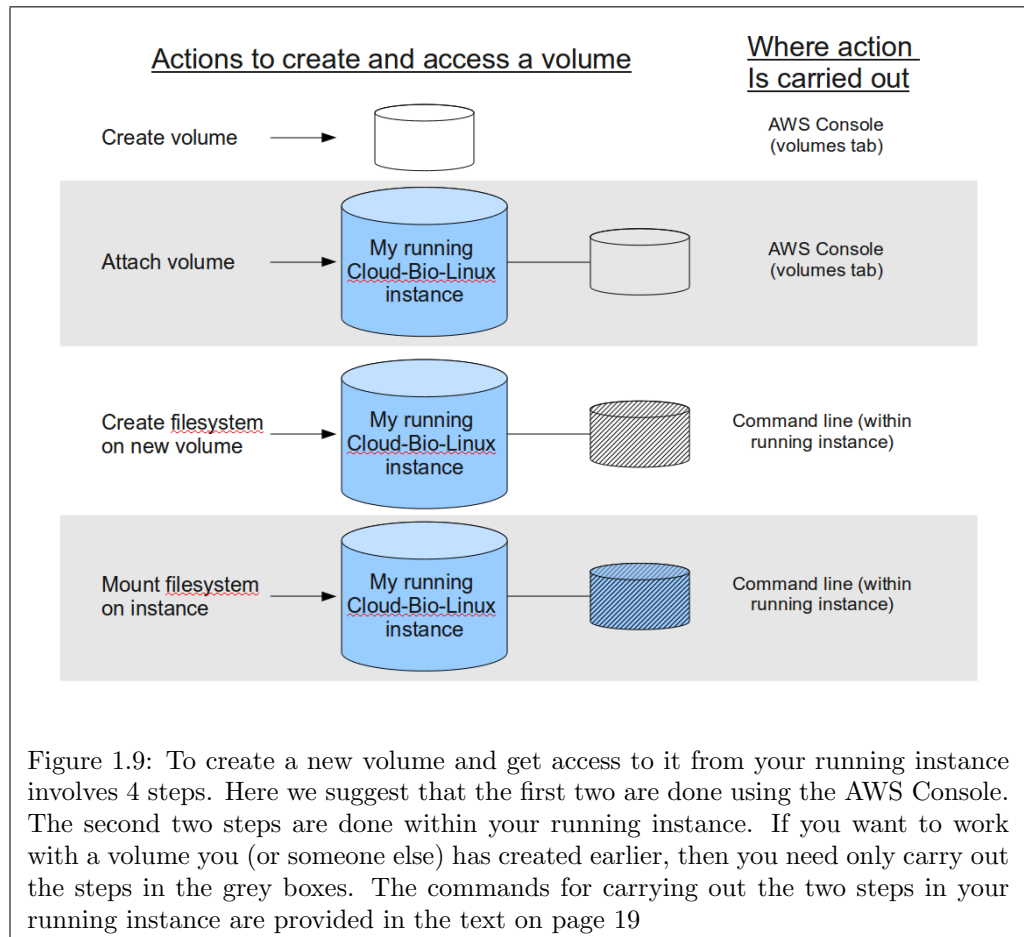 Actions to create and access a volume
Where action
Is carried out
Create volume
AWS Console
(volumes tab)
Attach volume
My running
Cloud-Bio-Linux
instance
AWS Console
(volumes tab)
Create filesystem
on new volume
My running
Cloud-Bio-Linux
instance
Command line (within
running instance)
Mount filesystem
on instance
My running
Cloud-Bio-Linux
instance
Command line (within
running instance)
Figure 1.9: To create a new volume and get access to it from your running instance
involves 4 steps. Here we suggest that the first two are done using the AWS Console.
The second two steps are done within your running instance. If you want to work
with a volume you (or someone else) has created earlier, then you need only carry out
the steps in the grey boxes. The commands for carrying out the two steps in your
running instance are provided in the text on page 19